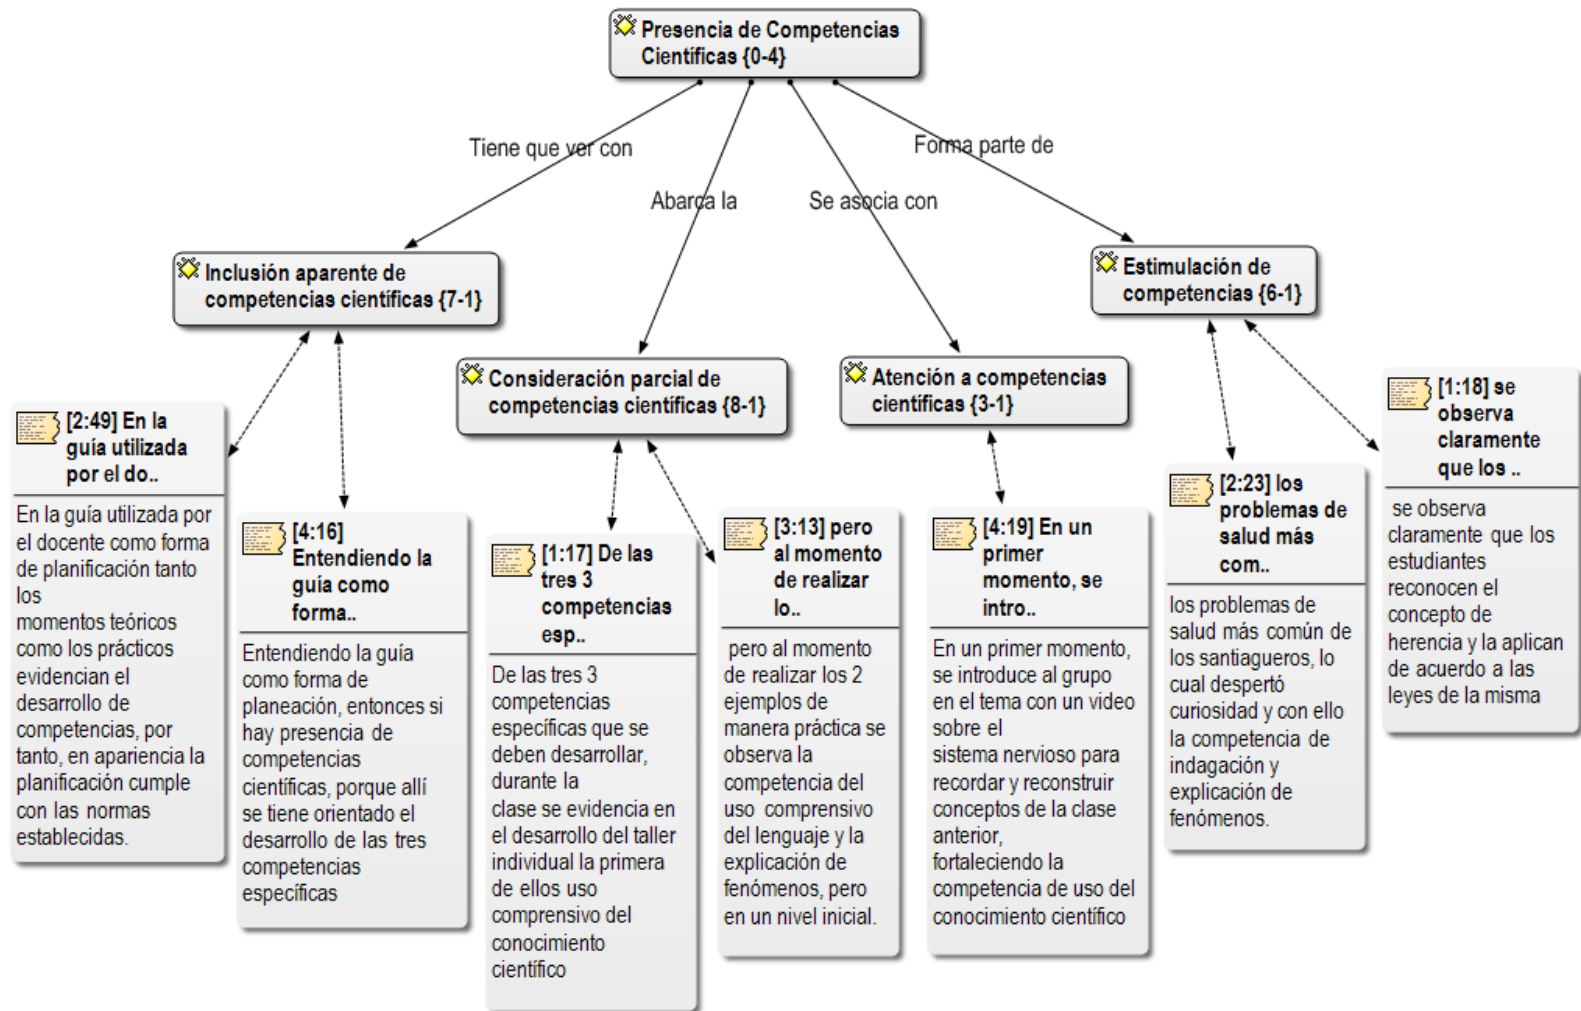 Presencia de Competencias
Científicas {0-4}
Tiene que ver con
Abarca la
Se asocia con
Forma parte de
Inclusión aparente de
competencias científicas {7-1}
Consideración parcial de
competencias científicas {8-1}
Atención a competencias
científicas {3-1}
Estimulación de
competencias {6-1}
[2:49] En la
guía utilizada
por el do..
En la guía utilizada por
el docente como forma
de planificación tanto
los
momentos teóricos
como los prácticos
evidencian el
desarrollo de
competencias, por
tanto, en apariencia la
planificación cumple
con las normas
establecidas.
[4:16]
Entendiendo la
guía como
forma..
Entendiendo la guía
como forma de
planeación, entonces si
hay presencia de
competencias
científicas, porque allí
se tiene orientado el
desarrollo de las tres
competencias
específicas
[1:17] De las
tres 3
competencias
esp..
De las tres 3
competencias
específicas que se
deben desarrollar,
durante la
clase se evidencia en
el desarrollo del taller
individual la primera
de ellos uso
comprensivo del
conocimiento
científico
[3:13] pero
al momento
de realizar
lo..
pero al momento
de realizar los 2
ejemplos de
manera práctica se
observa la
competencia del
uso comprensivo
del lenguaje y la
explicación de
fenómenos, pero
en un nivel inicial.
[4:19] En un
primer
momento, se
intro..
En un primer momento,
se introduce al grupo
en el tema con un video
sobre el
sistema nervioso para
recordar y reconstruir
conceptos de la clase
anterior,
fortaleciendo la
competencia de uso del
conocimiento científico
[2:23] los
problemas de
salud más
com..
los problemas de
salud más común de
los santiagueros, lo
cual despertó
curiosidad y con ello
la competencia de
indagación y
explicación de
fenómenos.
[1:18] se
observa
claramente
que los ..
se observa
claramente que los
estudiantes
reconocen el
concepto de
herencia y la aplican
de acuerdo a las
leyes de la misma